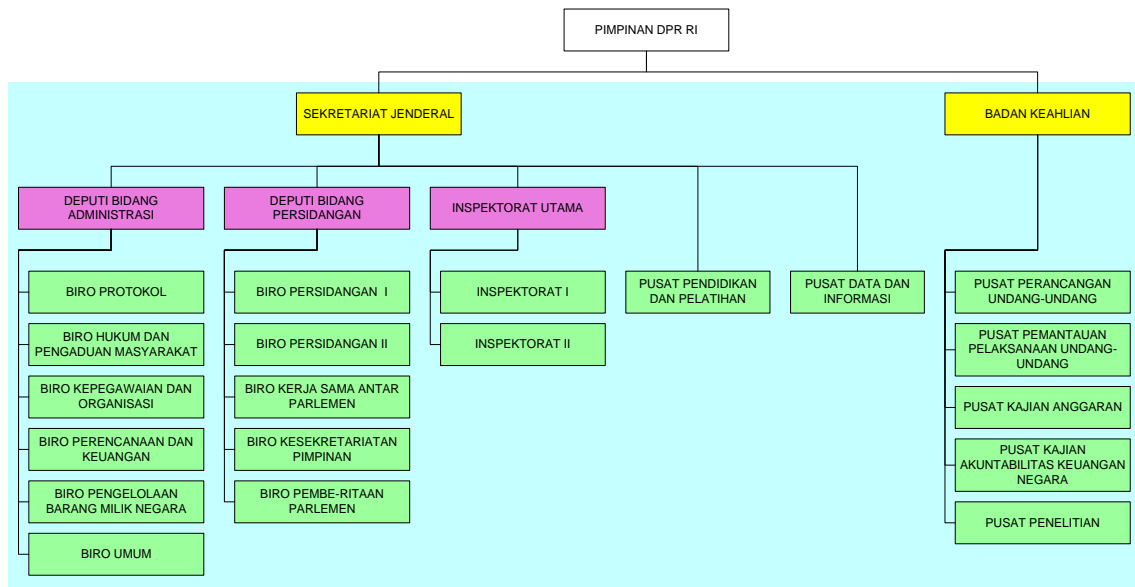 PIMPINAN DPR RI
SEKRETARIAT JENDERAL
BADAN KEAHLIAN
DEPUTI BIDANG
ADMINISTRASI
DEPUTI BIDANG
PERSIDANGAN
INSPEKTORAT UTAMA
BIRO PROTOKOL
BIRO HUKUM DAN
PENGADUAN MASYARAKAT
BIRO KEPEGAWAIAN DAN
ORGANISASI
BIRO PERENCANAAN DAN
KEUANGAN
BIRO PENGELOLAAN
BARANG MILIK NEGARA
BIRO UMUM
BIRO PERSIDANGAN I
BIRO PERSIDANGAN II
BIRO KERJA SAMA ANTAR
PARLEMEN
BIRO KESEKRETARIATAN
PIMPINAN
BIRO PEMBE-RITAAN
PARLEMEN
INSPEKTORAT I
INSPEKTORAT II
PUSAT PENDIDIKAN
DAN PELATIHAN
PUSAT DATA DAN
INFORMASI
PUSAT PERANCANGAN
UNDANG-UNDANG
PUSAT PEMANTAUAN
PELAKSANAAN UNDANG-
UNDANG
PUSAT KAJIAN ANGGARAN
PUSAT KAJIAN
AKUNTABILITAS KEUANGAN
NEGARA
PUSAT PENELITIAN